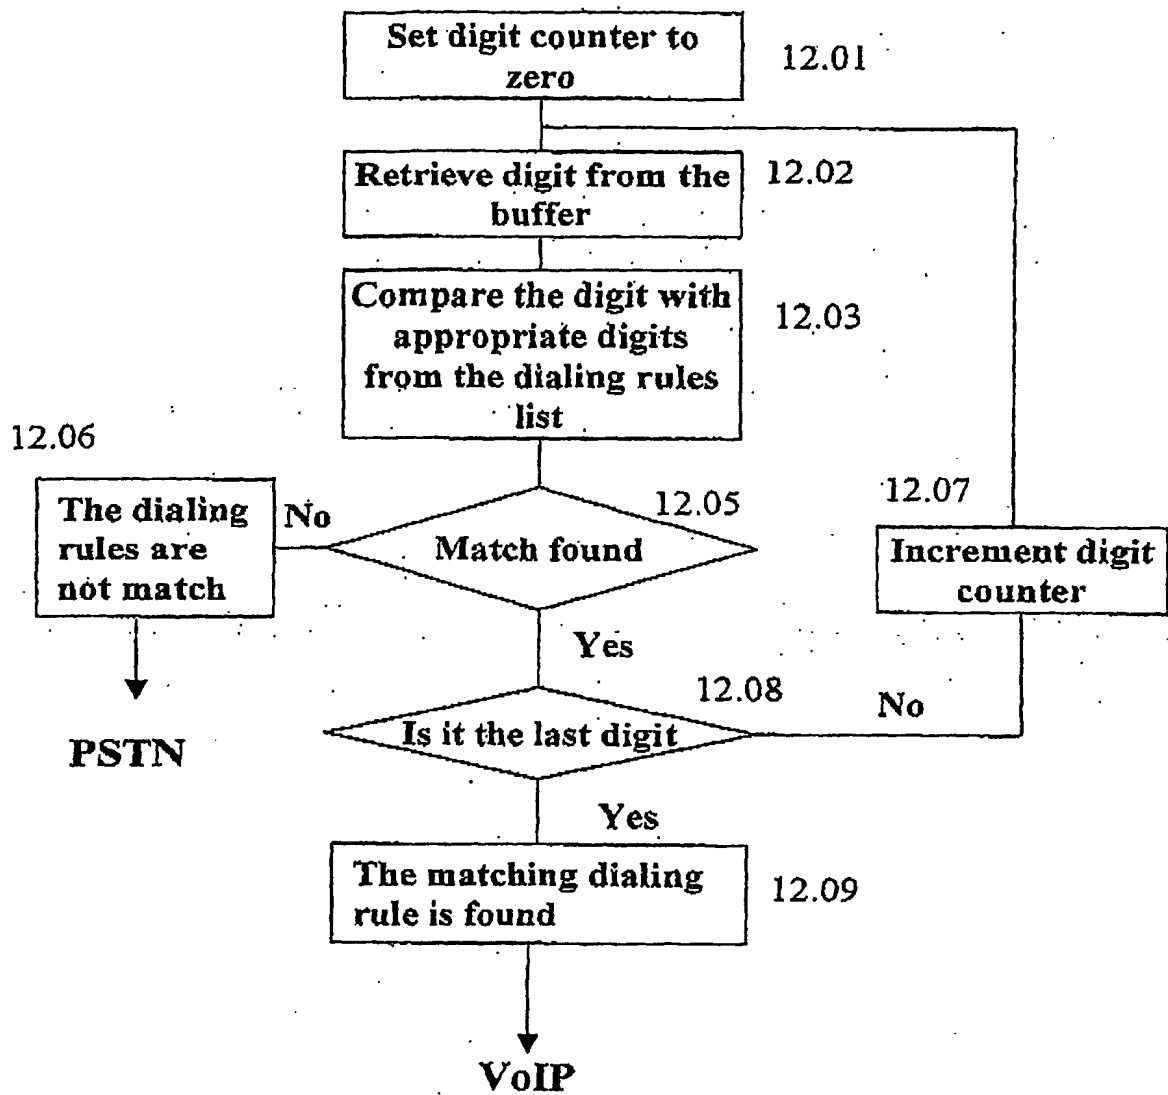 Set digit counter to
zero
12.01
Retrieve digit from the
buffer
12.02
Compare the digit with
appropriate digits
from the dialing rules
list
12.03
12.06
The dialing
rules are
not match
No
12.05
Match found
12.07
Increment digit
counter
Yes
PSTN
12.08
Is it the last digit
No
Yes
The matching dialing
rule is found
12.09
VoIP